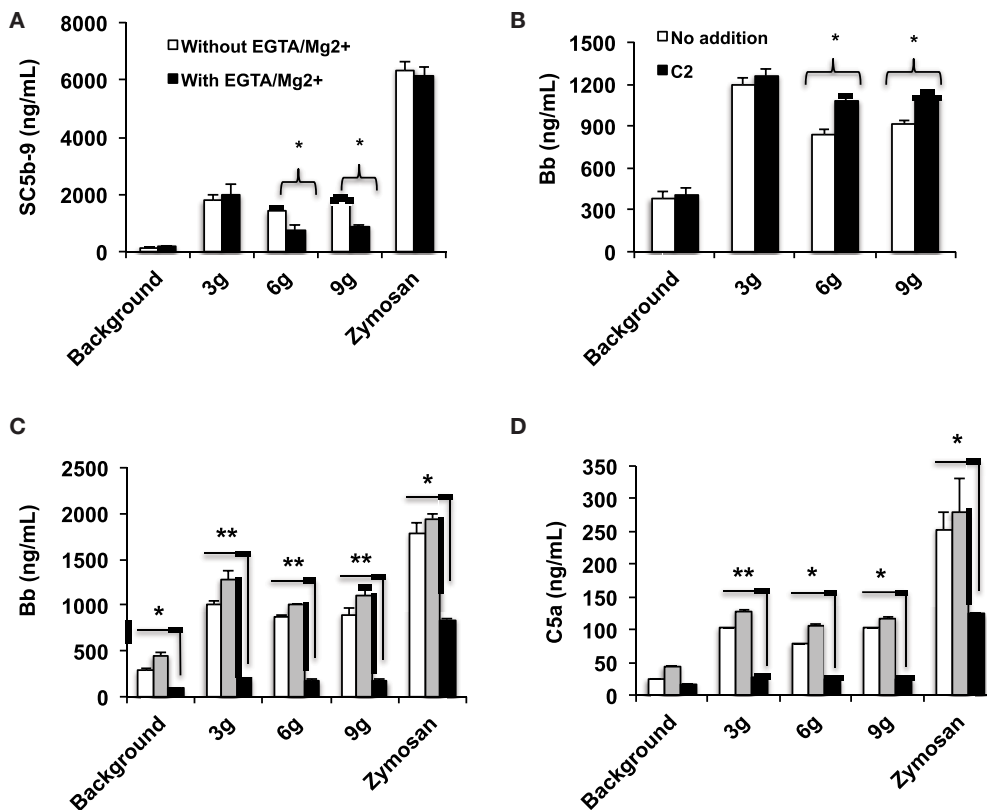 A
SC5b-9 (ng/mL)
8000
6000
4000
2000
0
Without EGTA/Mg2+
With EGTA/Mg2+
*
*
Background
3g
6g
9g
Zymosan
B
Bb (ng/mL)
1500
1200
900
600
300
0
No addition
C2
*
*
Background
3g
6g
9g
C
Bb (ng/mL)
2500
2000
1500
1000
500
0
*
**
**
**
*
Background
3g
6g
9g
Zymosan
D
C5a (ng/mL)
350
300
250
200
150
100
50
0
**
*
*
*
Background
3g
6g
9g
Zymosan